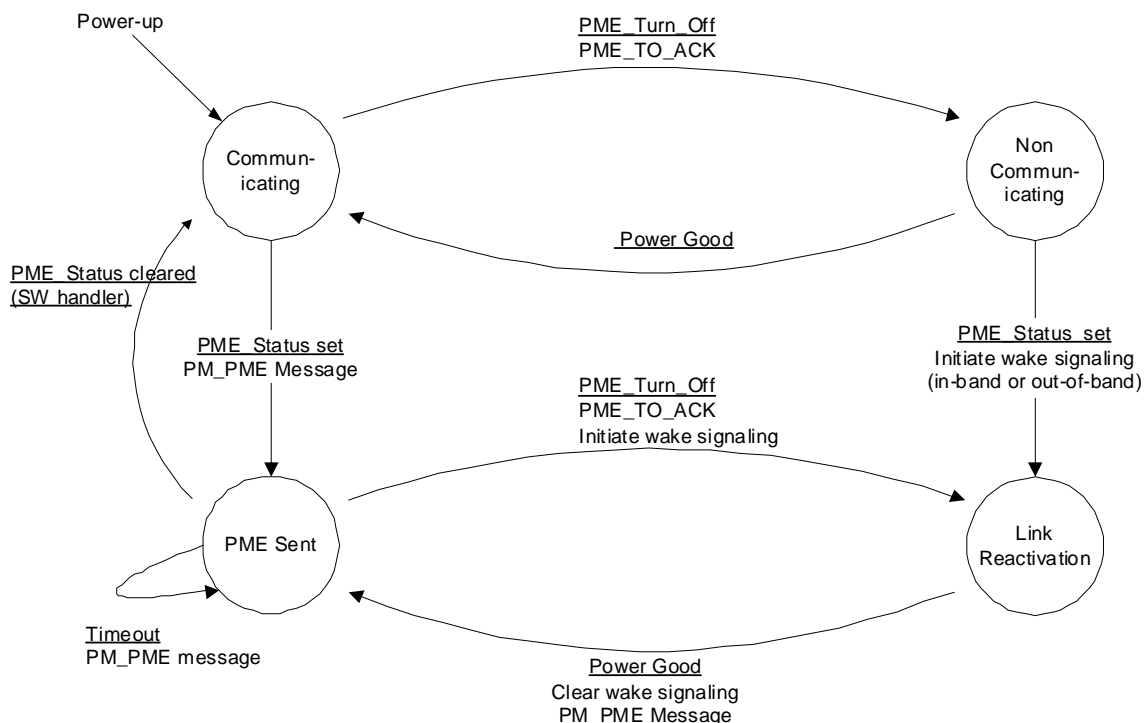 Power-up
PME_Turn_Off
PME_TO_ACK
Commun-
icating
Non
Commun-
icating
Power Good
PME_Status cleared
(SW handler)
PME_Status set
PM_PME Message
PME_Status set
Initiate wake signaling
(in-band or out-of-band)
PME_Turn_Off
PME_TO_ACK
Initiate wake signaling
PME Sent
Link
Reactivation
Timeout
PM_PME message
Power Good
Clear wake signaling
PM_PME Message